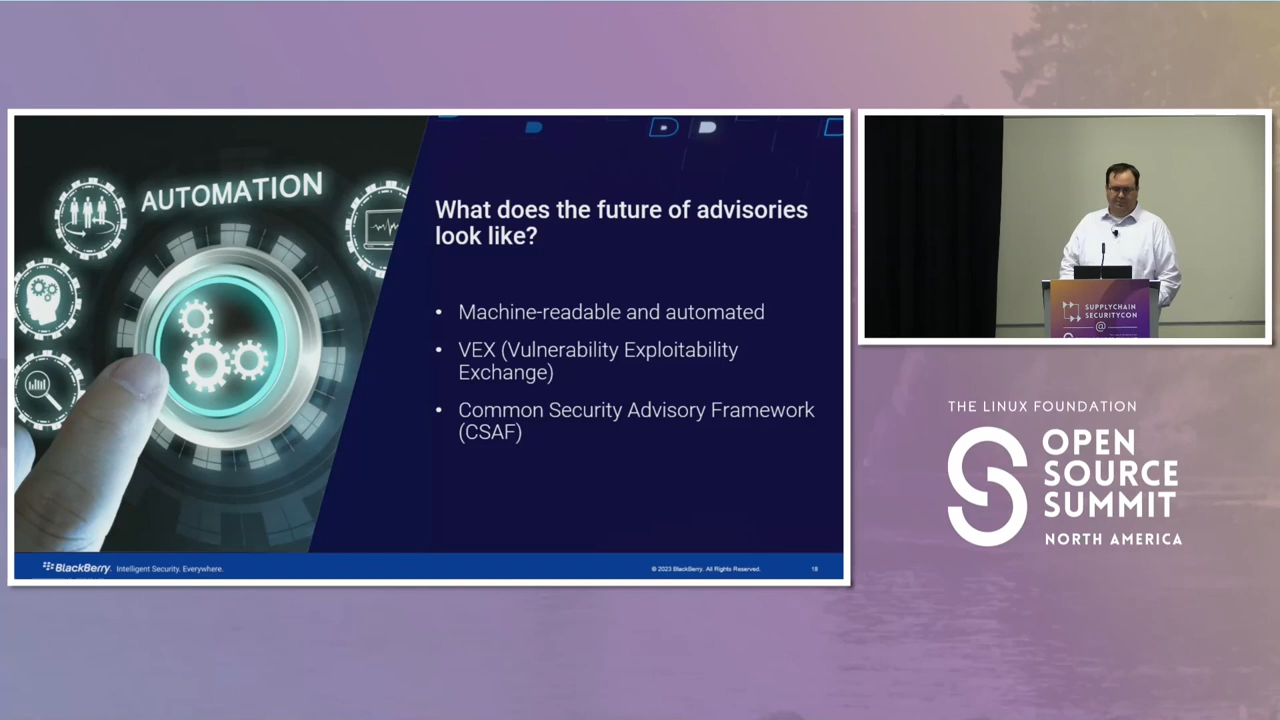 AUTOMATION
What does the future of advisories
look like?
• Machine-readable and automated
• VEX (Vulnerability Exploitability
Exchange)
• Common Security Advisory Framework
(CSAF)
BlackBerry. Intelligent Security. Everywhere.
© 2023 BlackBerry. All Rights Reserved.
18
SUPPLYCHAIN
SECURITYCON
@
THE LINUX FOUNDATION
OPEN
SOURCE
SUMMIT
NORTH AMERICA